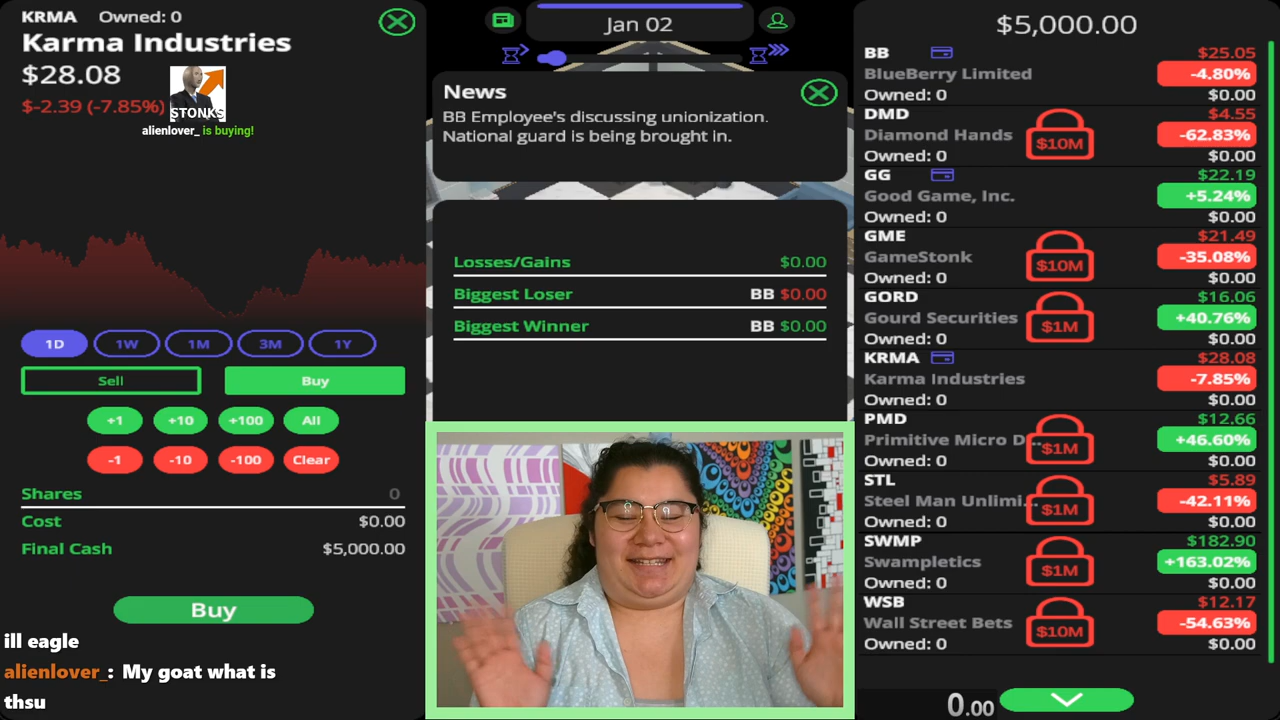 KRMA Owned: 0
Karma Industries
$28.08
$-2.39 (-7.85%)
STONKS
alienlover_ is buying!
1D 1W 1M 3M 1Y
Sell Buy
+1 +10 +100 All
-1 -10 -100 Clear
Shares 0
Cost $0.00
Final Cash $5,000.00
Buy
ill eagle
alienlover_: My goat what is
thsu
Jan 02
News
BB Employee's discussing unionization.
National guard is being brought in.
Losses/Gains $0.00
Biggest Loser BB $0.00
Biggest Winner BB $0.00
$5,000.00
BB $25.05
BlueBerry Limited -4.80%
Owned: 0 $0.00
DMD $4.55
Diamond Hands $10M -62.83%
Owned: 0 $0.00
GG $22.19
Good Game, Inc. +5.24%
Owned: 0 $0.00
GME $21.49
GameStonk $10M -35.08%
Owned: 0 $0.00
GORD $16.06
Gourd Securities $1M +40.76%
Owned: 0 $0.00
KRMA $28.08
Karma Industries -7.85%
Owned: 0 $0.00
PMD $12.66
Primitive Micro D... $1M +46.60%
Owned: 0 $0.00
STL $5.89
Steel Man Unlimi... $1M -42.11%
Owned: 0 $0.00
SWMP $182.90
Swampletics $1M +163.02%
Owned: 0 $0.00
WSB $12.17
Wall Street Bets $10M -54.63%
Owned: 0 $0.00
0.00